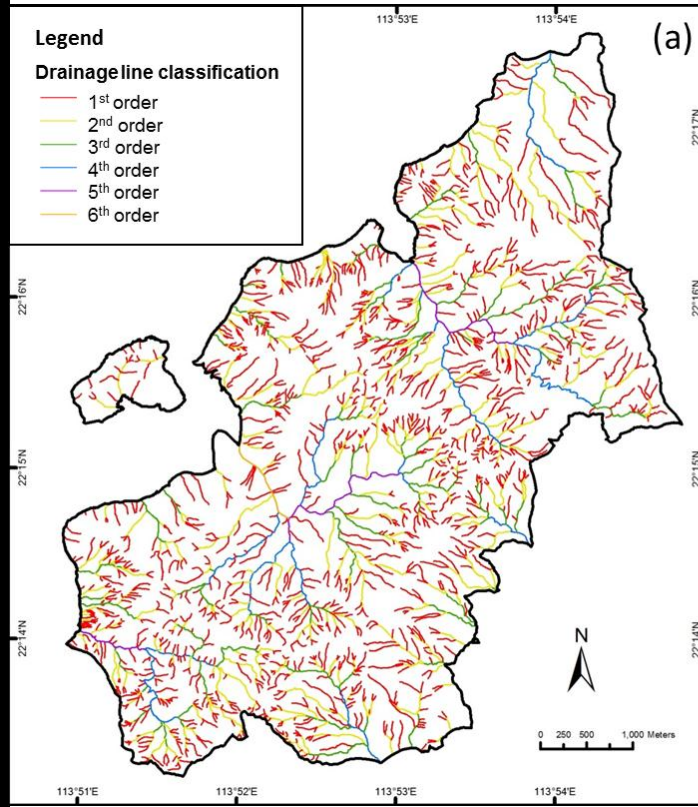 113°53'E 113°54'E
(a)
Legend
Drainageline classification
1st order
2nd order
3rd order
4th order
5th order
6th order
22°17'N
22°16'N 22°16'N
22°15'N 22°15'N
22°14'N 22°14'N
N
0 250 500 1,000 Meters
113°51'E 113°52'E 113°53'E 113°54'E